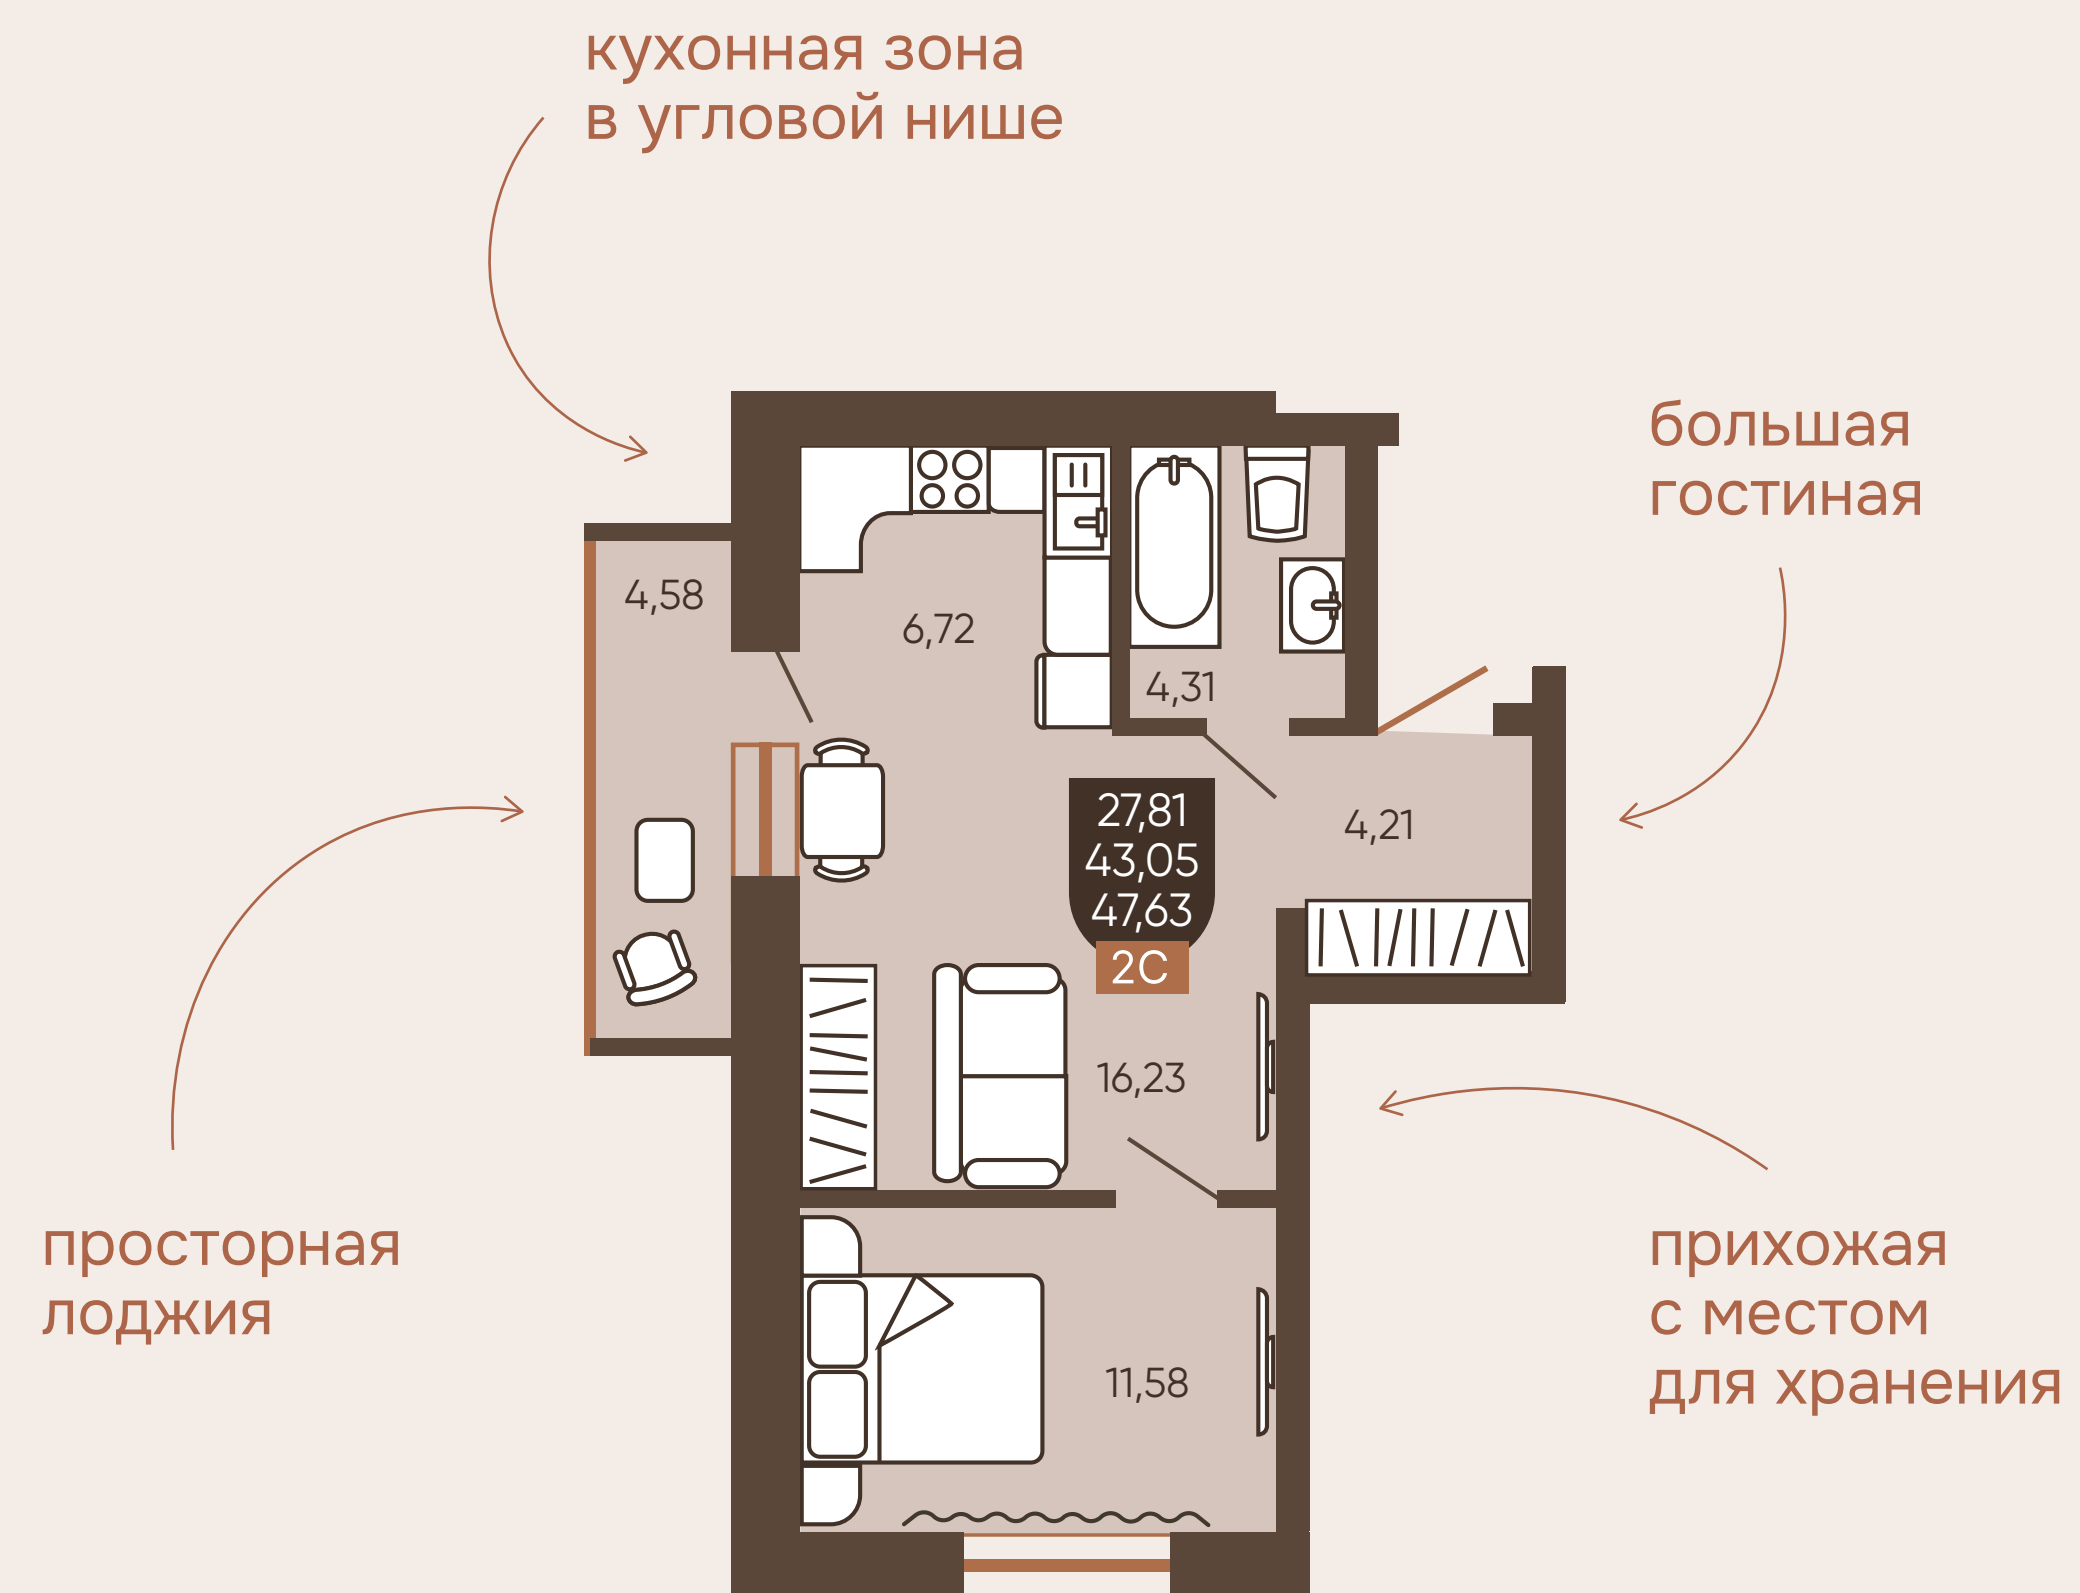 кухонная зона
в угловой нише
большая
гостиная
4,58
6,72
4,31
27,81
43,05
47,63
2С
4,21
16,23
11,58
просторная
лоджия
прихожая
с местом
для хранения